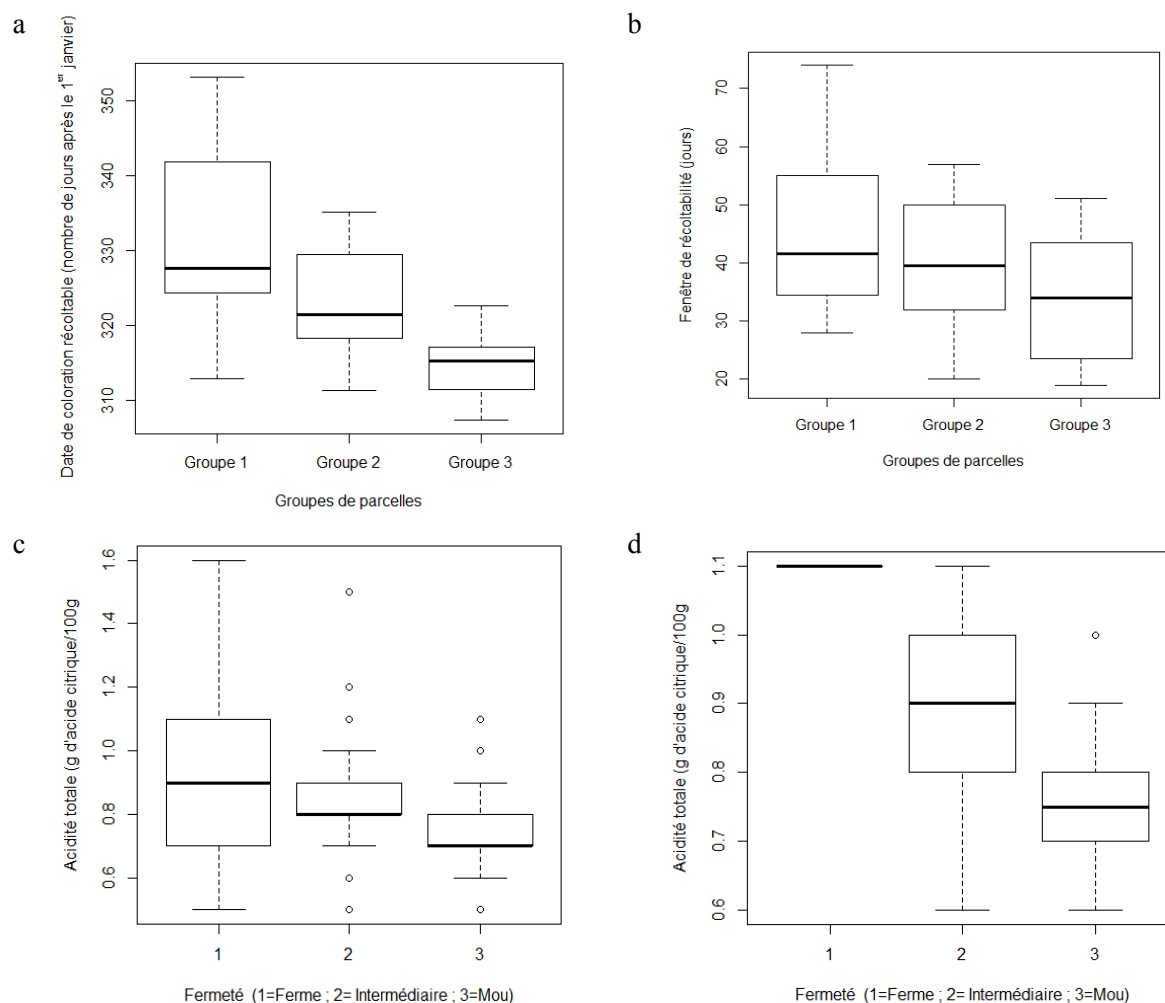 a
Date de coloration récoltable (nombre de jours après le 1er janvier)
350
340
330
320
310
Groupe 1 Groupe 2 Groupe 3
Groupes de parcelles
b
Fenêtre de récoltabilité (jours)
70
60
50
40
30
20
Groupe 1 Groupe 2 Groupe 3
Groupes de parcelles
c
Acidité totale (g d'acide citrique/100g
1.6
1.4
1.2
1.0
0.8
0.6
1 2 3
Fermeté (1=Ferme ; 2= Intermédiaire ; 3=Mou)
d
Acidité totale (g d'acide citrique/100g
1.1
1.0
0.9
0.8
0.7
0.6
1 2 3
Fermeté (1=Ferme ; 2= Intermédiaire ; 3=Mou)